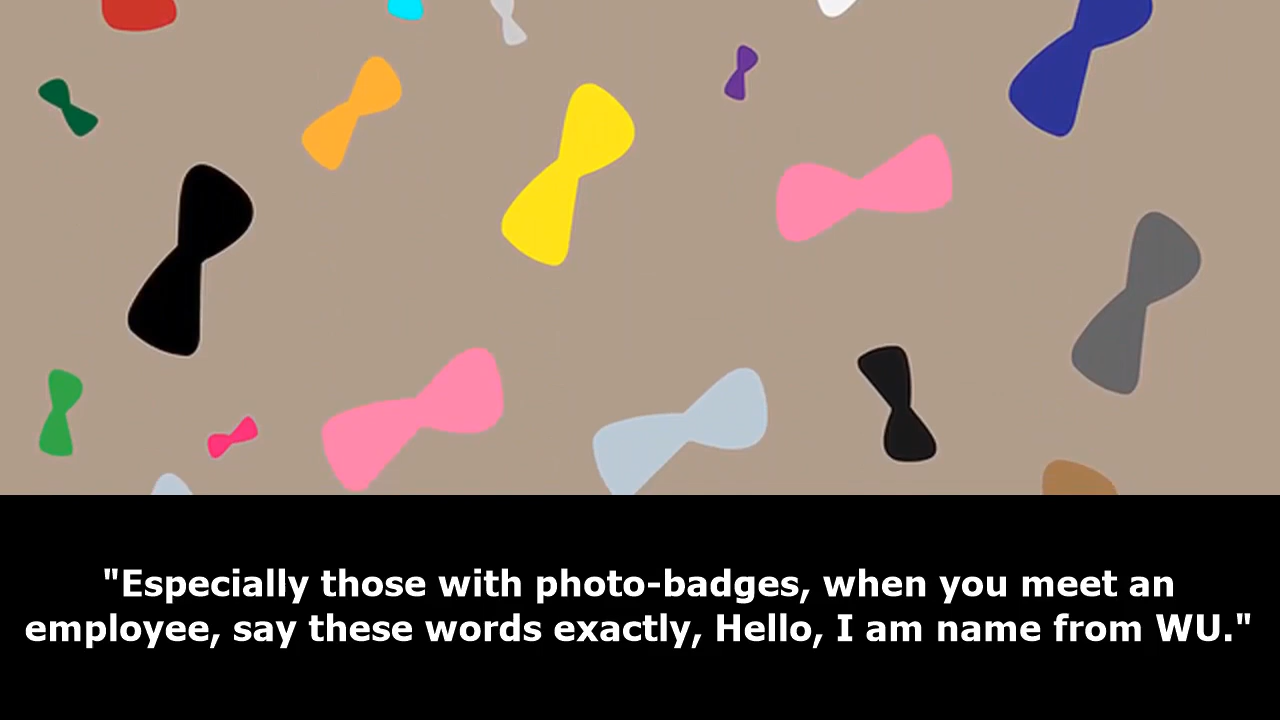 "Especially those with photo-badges, when you meet an
employee, say these words exactly, Hello, I am name from WU."